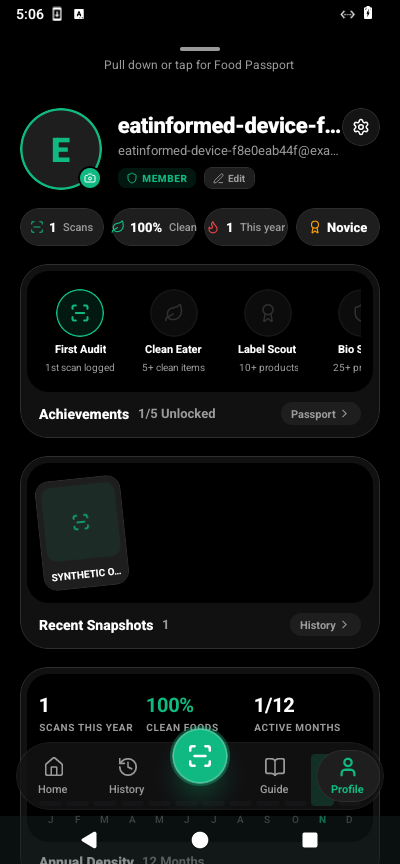 5:06
A
Pull down or tap for Food Passport
E
eatinformed-device-f...
eatinformed-device-f8e0eab44f@exa...
MEMBER
Edit
1 Scans
100% Clean
1 This year
Novice
First Audit
Clean Eater
Label Scout
Bio S
1st scan logged
5+ clean items
10+ products
25+ pr
Achievements 1/5 Unlocked
Passport
SYNTHETIC O...
Recent Snapshots 1
History
1
100%
1/12
SCANS THIS YEAR
CLEAN FOODS
ACTIVE MONTHS
Home
History
Guide
Profile
J F M A M J J A S O N D
Annual Density 12 Months